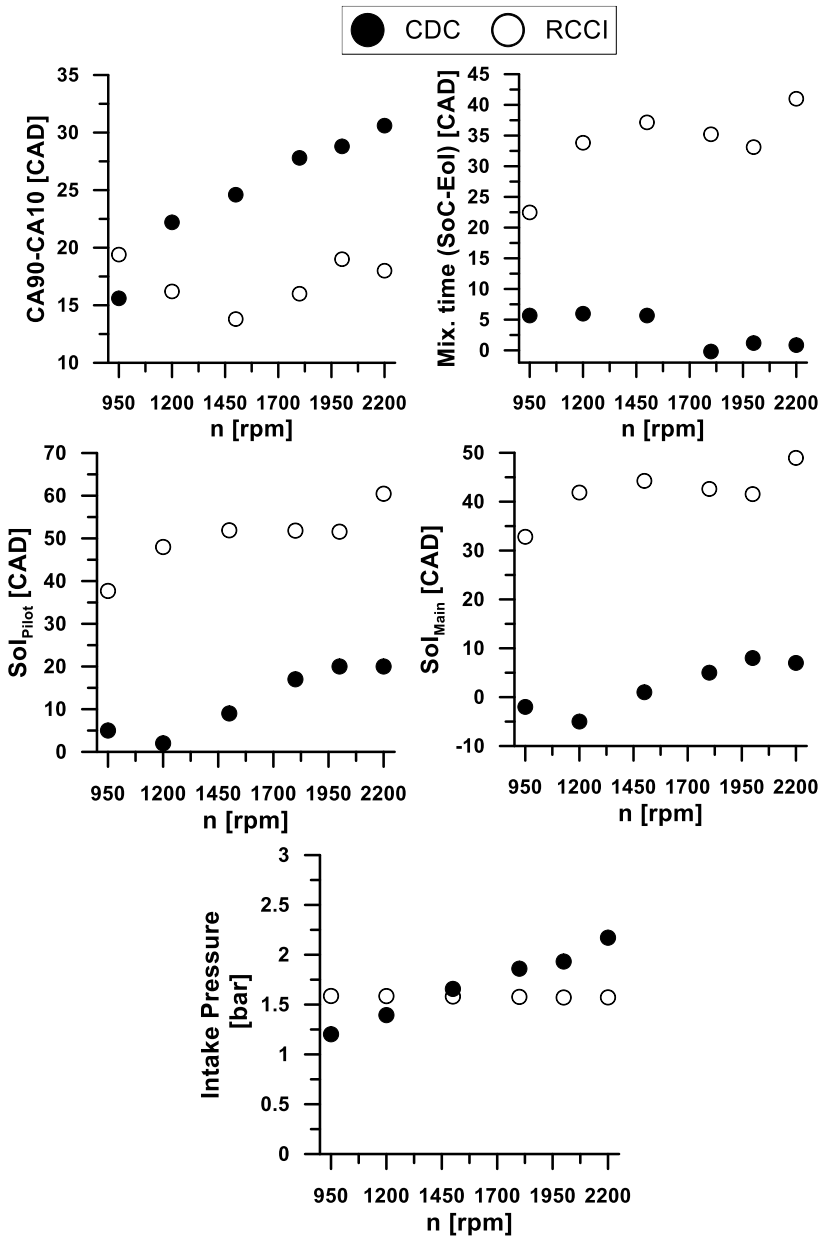 CDC RCCI
CA90-CA10 [CAD]
35
30
25
20
15
10
950 1200 1450 1700 1950 2200
n [rpm]
Mix. time (SoC-EoI) [CAD]
45
40
35
30
25
20
15
10
5
0
950 1200 1450 1700 1950 2200
n [rpm]
SoIPilot [CAD]
70
60
50
40
30
20
10
0
950 1200 1450 1700 1950 2200
n [rpm]
SoIMain [CAD]
50
40
30
20
10
0
-10
950 1200 1450 1700 1950 2200
n [rpm]
Intake Pressure
[bar]
3
2.5
2
1.5
1
0.5
0
950 1200 1450 1700 1950 2200
n [rpm]